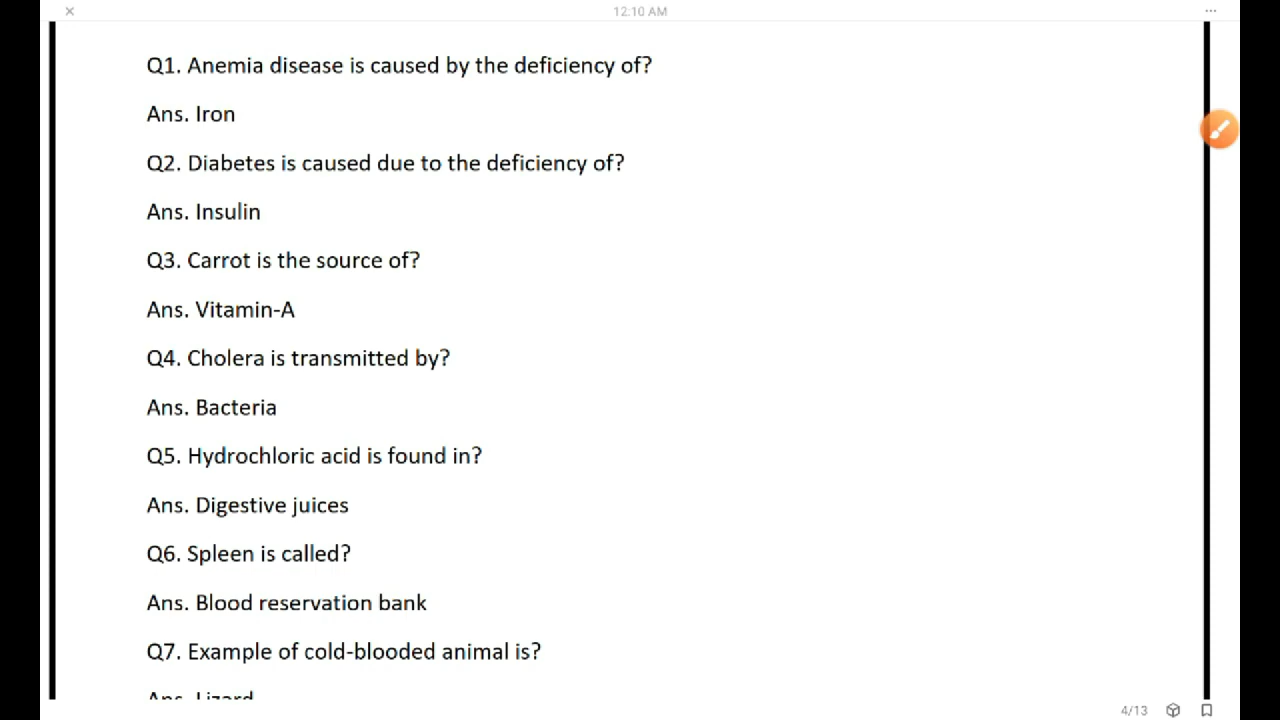 12:10 AM
Q1. Anemia disease is caused by the deficiency of?
Ans. Iron
Q2. Diabetes is caused due to the deficiency of?
Ans. Insulin
Q3. Carrot is the source of?
Ans. Vitamin-A
Q4. Cholera is transmitted by?
Ans. Bacteria
Q5. Hydrochloric acid is found in?
Ans. Digestive juices
Q6. Spleen is called?
Ans. Blood reservation bank
Q7. Example of cold-blooded animal is?
Ans. Lizard
4/13